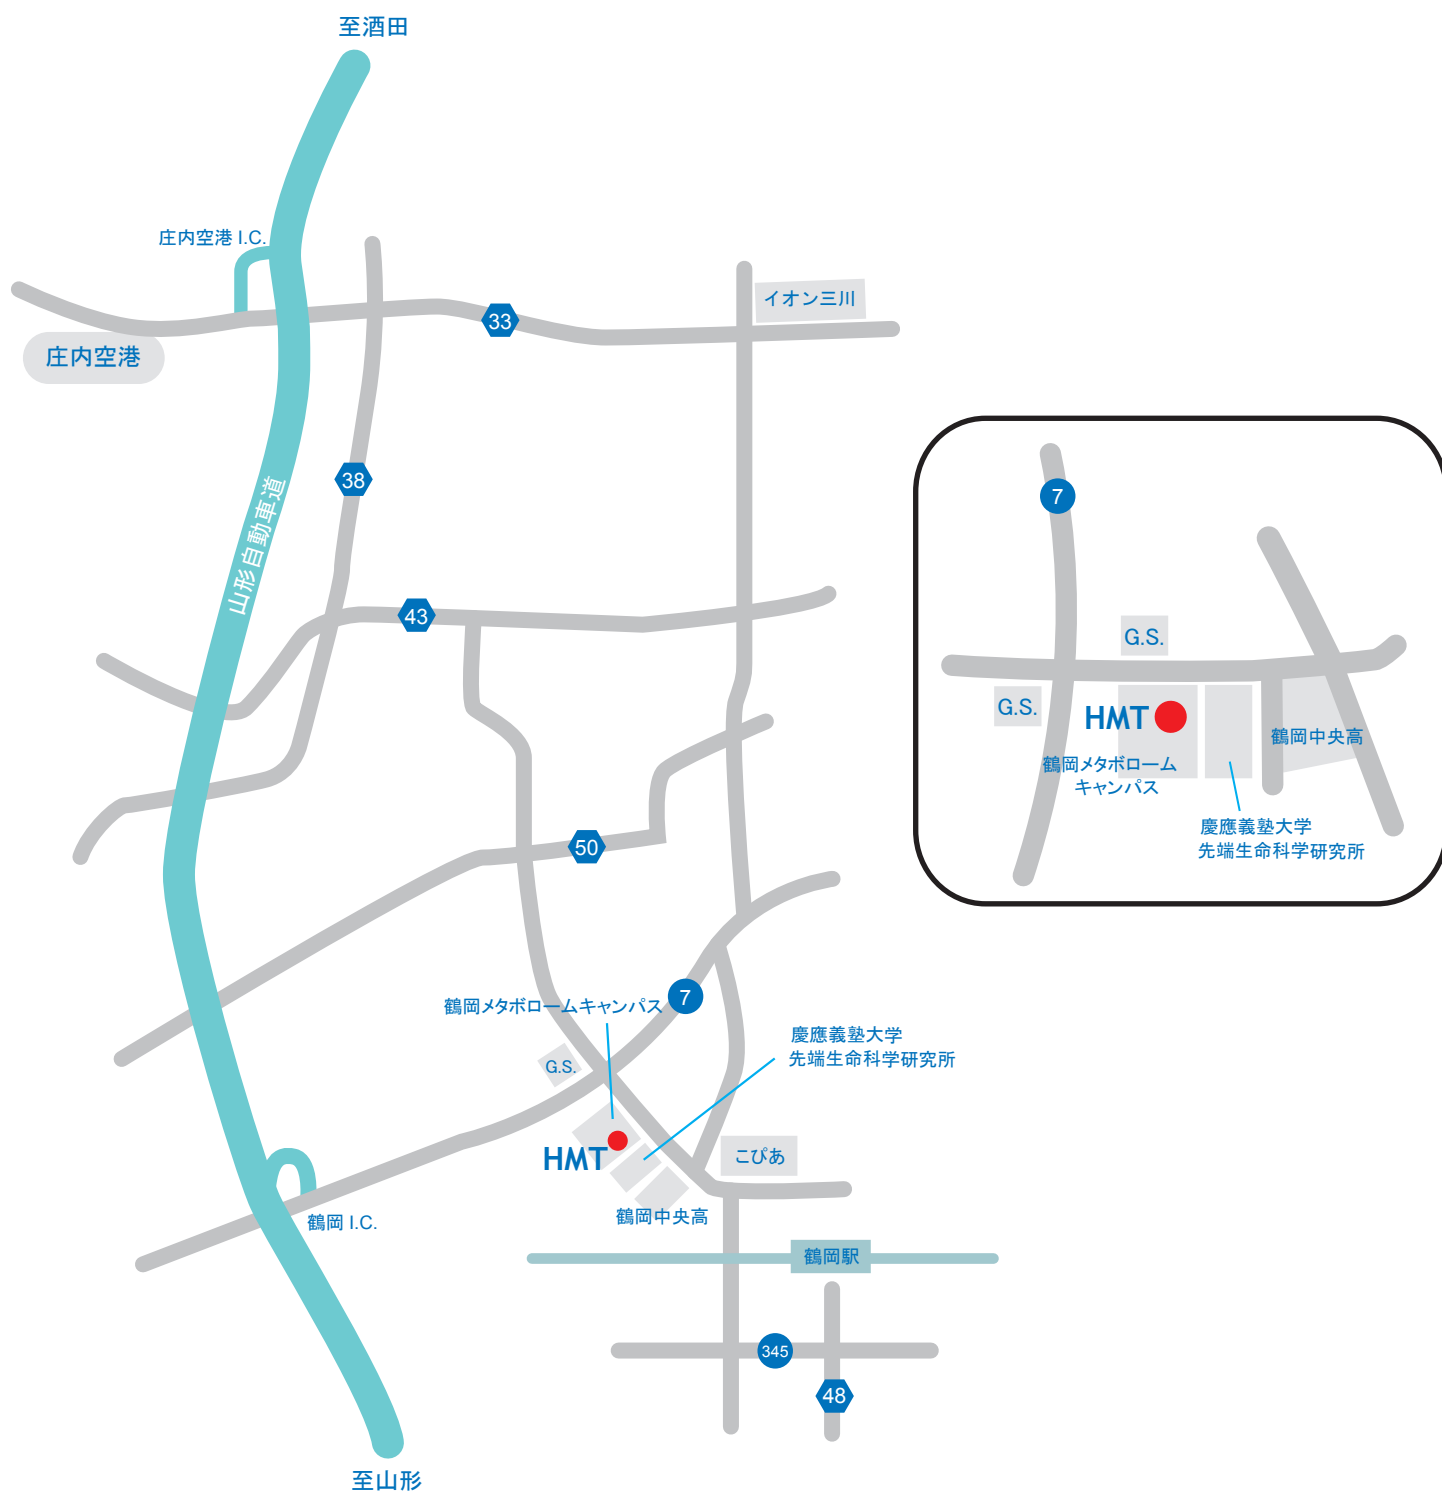 至酒田
庄内空港 I.C.
イオン三川
33
庄内空港
38
山形自動車道
43
50
7
鶴岡メタボロームキャンパス
慶應義塾大学
先端生命科学研究所
G.S.
HMT
こぴあ
鶴岡中央高
鶴岡 I.C.
鶴岡駅
345
48
至山形
7
G.S.
G.S.
HMT
鶴岡中央高
鶴岡メタボローム
キャンパス
慶應義塾大学
先端生命科学研究所